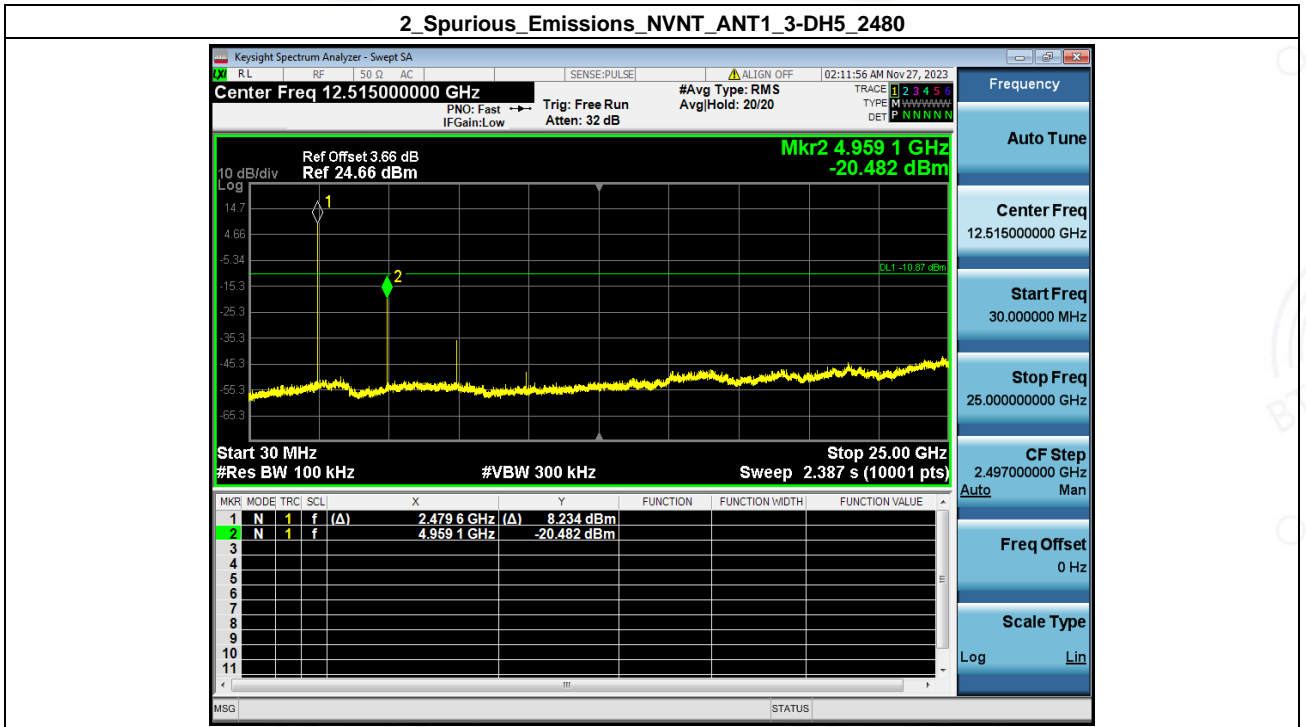 2_Spurious_Emissions_NVNT_ANT1_3-DH5_2480
Keysight Spectrum Analyzer - Swept SA
LXI RL RF 50 Ω AC SENSE:PULSE ALIGN OFF 02:11:56 AM Nov 27, 2023
Center Freq 12.515000000 GHz #Avg Type: RMS TRACE 1 2 3 4 5 6
PNO: Fast Trig: Free Run Avg|Hold: 20/20 TYPE M WWWWW
IFGain:Low Atten: 32 dB DET P N N N N N
Mkr2 4.959 1 GHz
Ref Offset 3.66 dB
10 dB/div Ref 24.66 dBm -20.482 dBm
Log
14.7
4.66
-5.34
-15.3
-25.3
-35.3
-45.3
-55.3
-65.3
1
2
DL1 -10.87 dBm
Start 30 MHz Stop 25.00 GHz
#Res BW 100 kHz #VBW 300 kHz Sweep 2.387 s (10001 pts)
MKR MODE TRC SCL X Y FUNCTION FUNCTION WIDTH FUNCTION VALUE
1 N 1 f (Δ) 2.479 6 GHz (Δ) 8.234 dBm
2 N 1 f 4.959 1 GHz -20.482 dBm
3
4
5
6
7
8
9
10
11
MSG STATUS
Frequency
Auto Tune
Center Freq
12.515000000 GHz
Start Freq
30.000000 MHz
Stop Freq
25.000000000 GHz
CF Step
2.497000000 GHz
Auto Man
Freq Offset
0 Hz
Scale Type
Log Lin